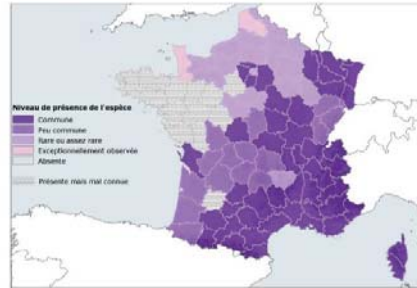 Niveau de présence de l'espèce
Commune
Peu commune
Rare ou assez rare
Exceptionnellement observée
Absente
Présente mais mal connue